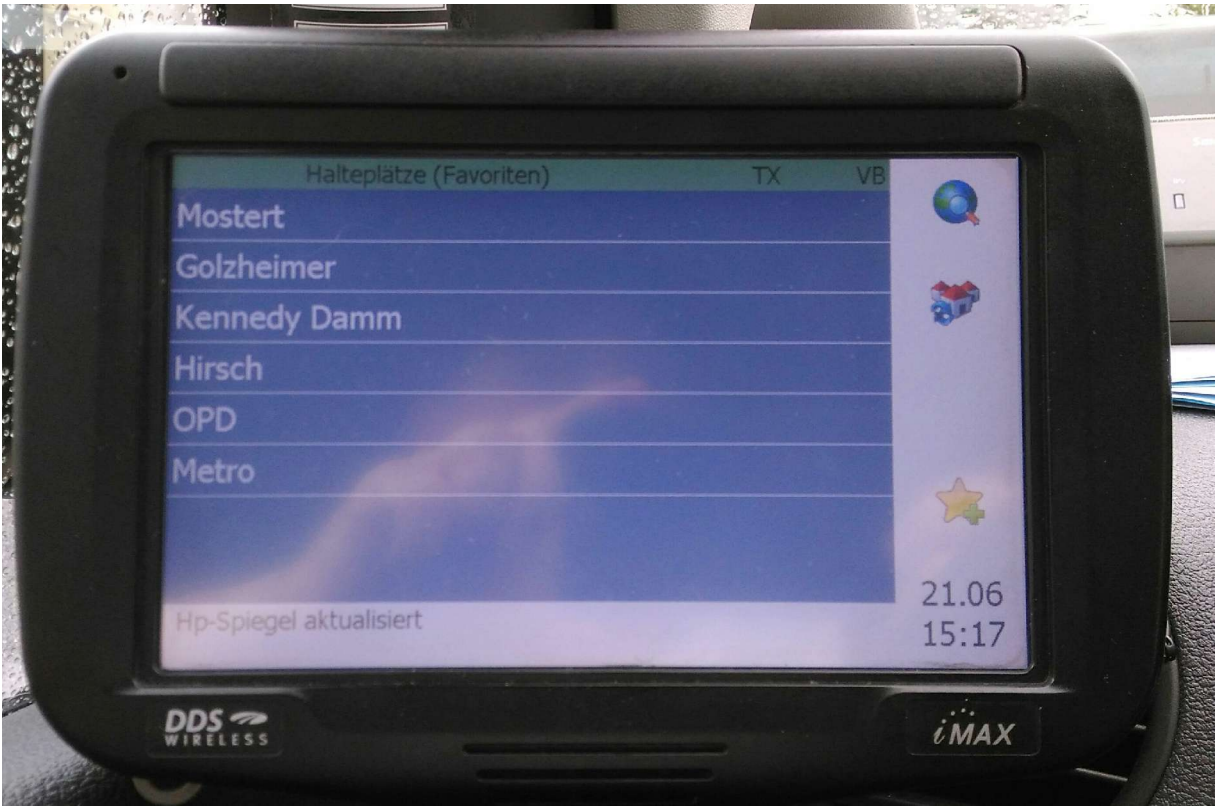 Halteplätze (Favoriten) TX VB
Mostert
Golzheimer
Kennedy Damm
Hirsch
OPD
Metro
Hp-Spiegel aktualisiert
21.06
15:17
DDS
WIRELESS
iMAX